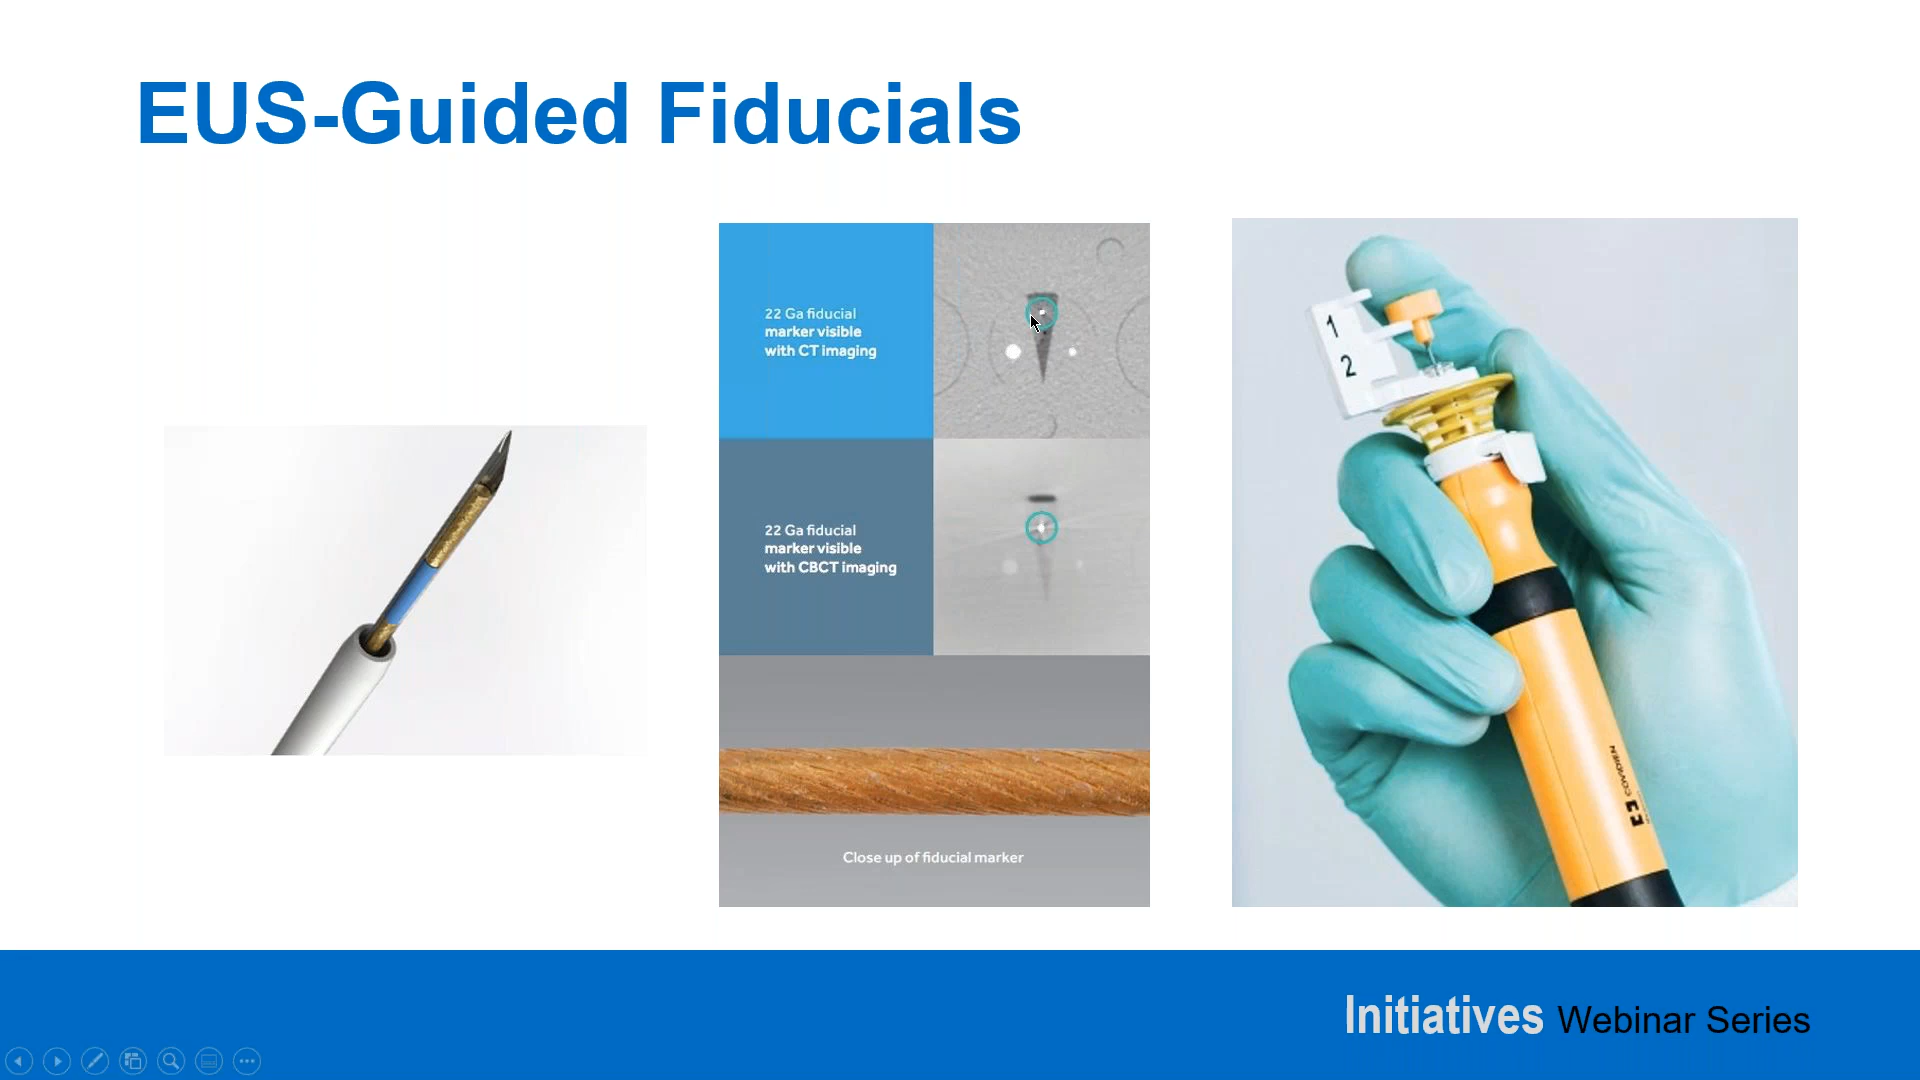 EUS-Guided Fiducials
22 Ga fiducial
marker visible
with CT imaging
22 Ga fiducial
marker visible
with CBCT imaging
Close up of fiducial marker
1
2
COVIDIEN
Initiatives Webinar Series